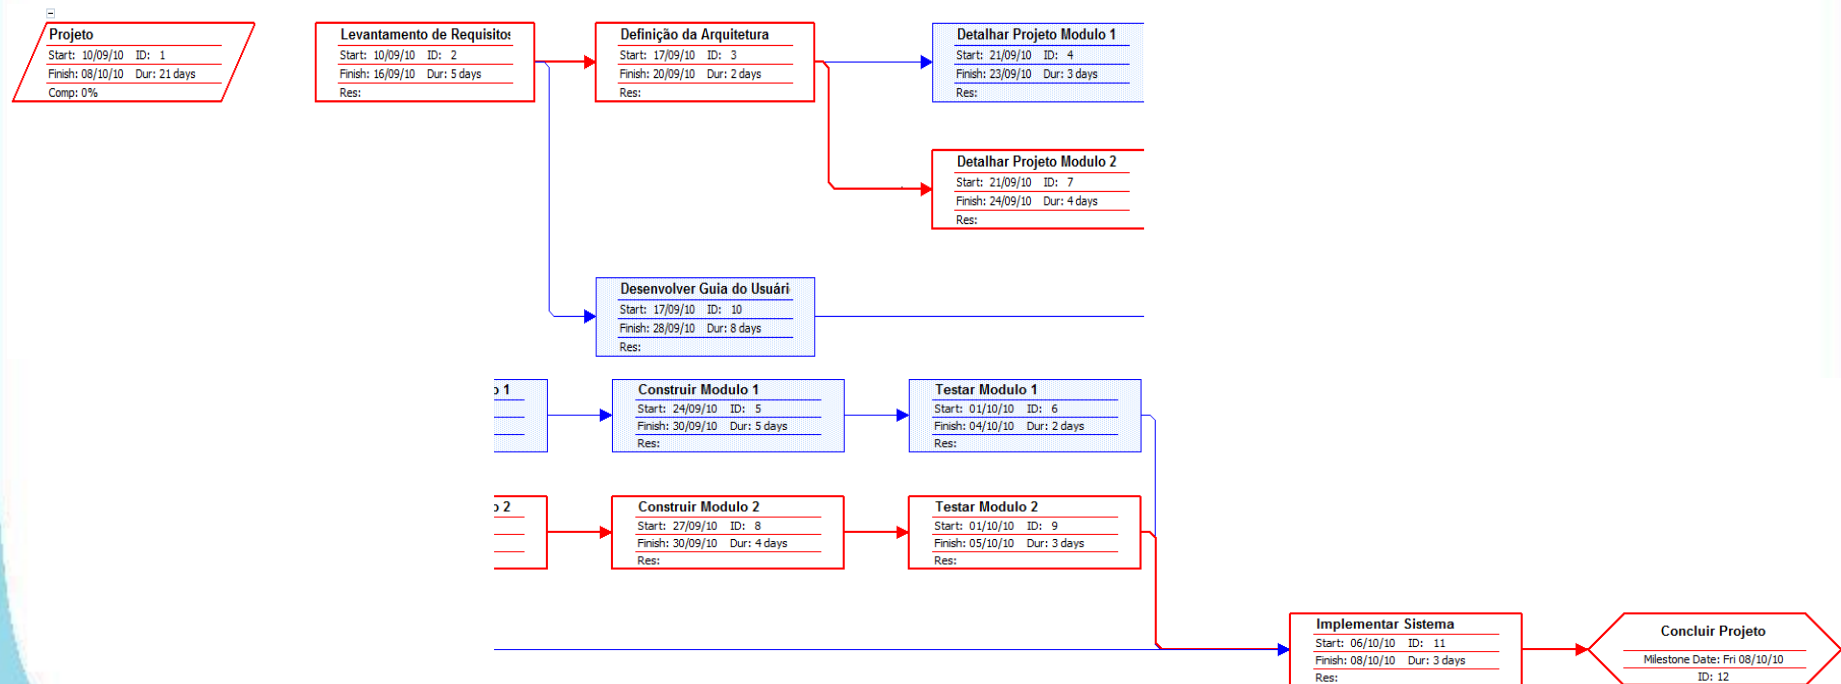 Projeto
Start: 10/09/10 ID: 1
Finish: 08/10/10 Dur: 21 days
Comp: 0%
Levantamento de Requisitos
Start: 10/09/10 ID: 2
Finish: 16/09/10 Dur: 5 days
Res:
Definição da Arquitetura
Start: 17/09/10 ID: 3
Finish: 20/09/10 Dur: 2 days
Res:
Detalhar Projeto Modulo 1
Start: 21/09/10 ID: 4
Finish: 23/09/10 Dur: 3 days
Res:
Detalhar Projeto Modulo 2
Start: 21/09/10 ID: 7
Finish: 24/09/10 Dur: 4 days
Res:
Desenvolver Guia do Usuári
Start: 17/09/10 ID: 10
Finish: 28/09/10 Dur: 8 days
Res:
o 1
Construir Modulo 1
Start: 24/09/10 ID: 5
Finish: 30/09/10 Dur: 5 days
Res:
Testar Modulo 1
Start: 01/10/10 ID: 6
Finish: 04/10/10 Dur: 2 days
Res:
o 2
Construir Modulo 2
Start: 27/09/10 ID: 8
Finish: 30/09/10 Dur: 4 days
Res:
Testar Modulo 2
Start: 01/10/10 ID: 9
Finish: 05/10/10 Dur: 3 days
Res:
Implementar Sistema
Start: 06/10/10 ID: 11
Finish: 08/10/10 Dur: 3 days
Res:
Concluir Projeto
Milestone Date: Fri 08/10/10
ID: 12